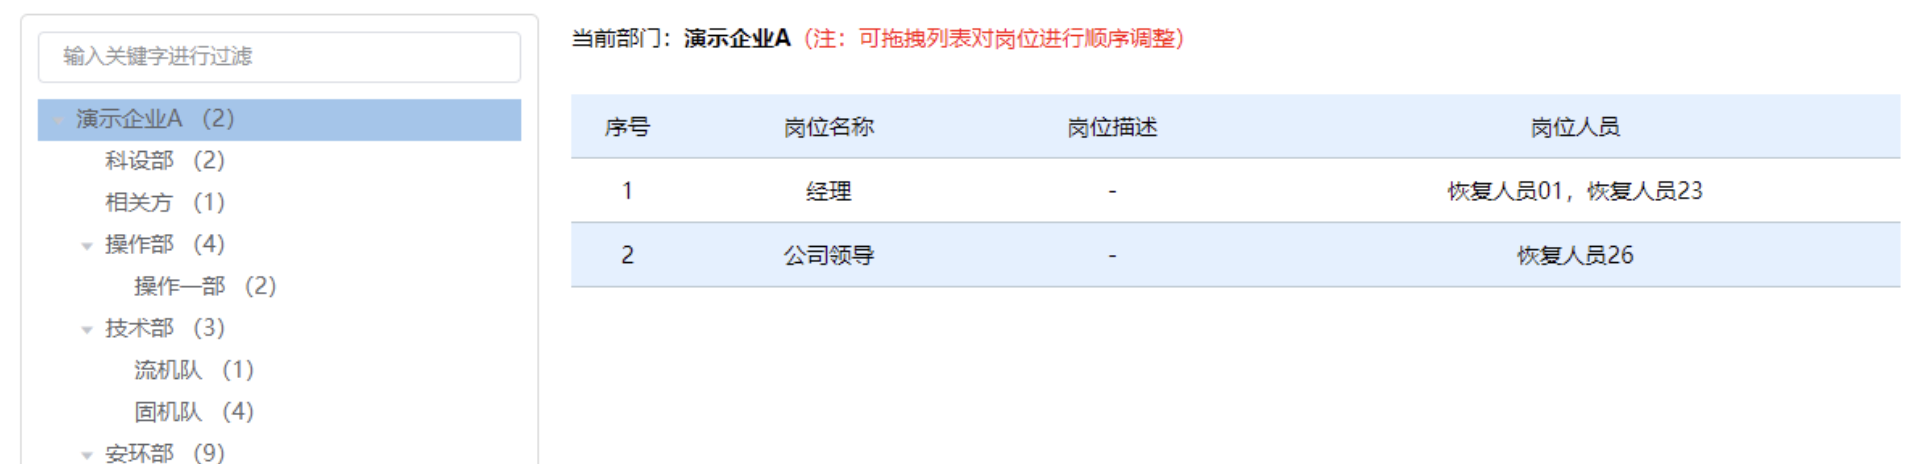 输入关键字进行过滤
演示企业A （2）
科设部 （2）
相关方 （1）
操作部 （4）
操作一部 （2）
技术部 （3）
流机队 （1）
固机队 （4）
安环部 （9）
当前部门：演示企业A（注：可拖拽列表对岗位进行顺序调整）
序号 岗位名称 岗位描述 岗位人员
1 经理 - 恢复人员01，恢复人员23
2 公司领导 - 恢复人员26